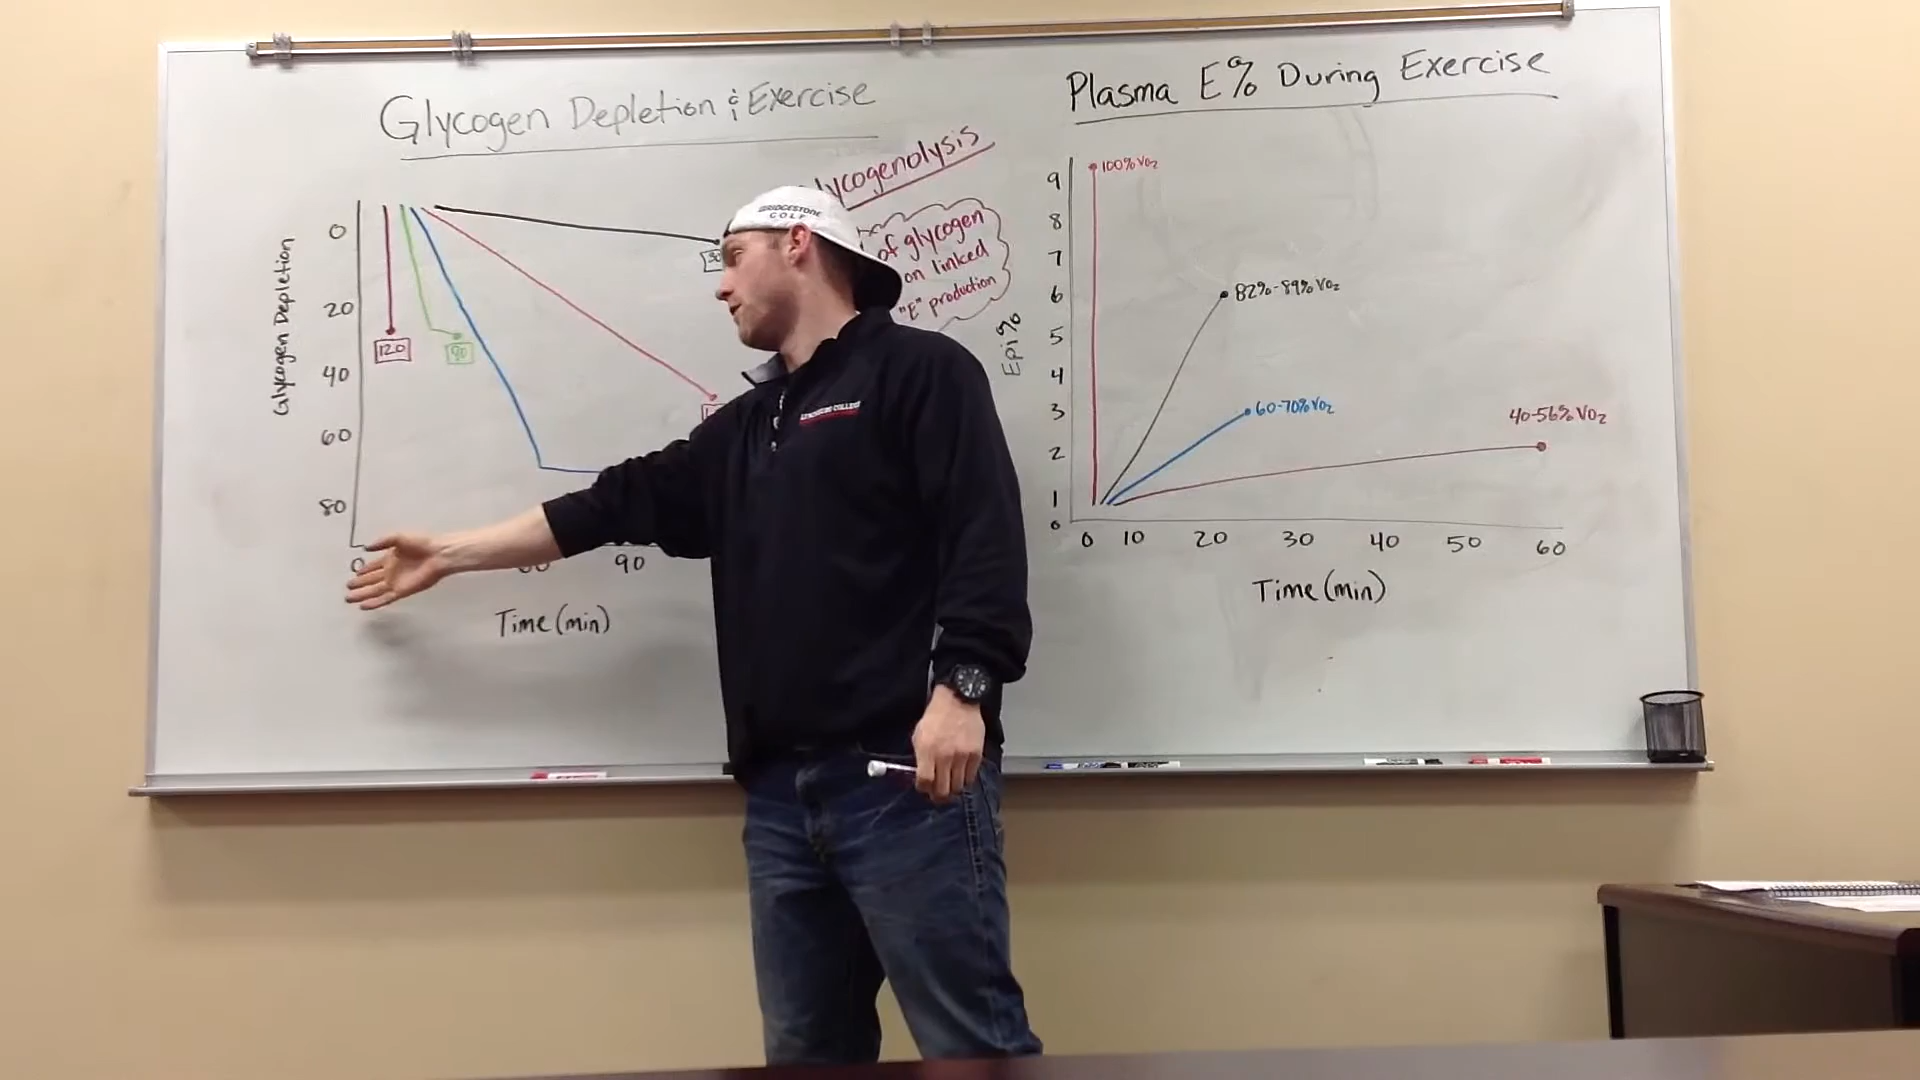 Glycogen Depletion & Exercise
Glycogen Depletion
0
20
40
60
80
120
90
0
90
Time (min)
of glycogen
on linked
"E" production
BRIDGESTONE
GOLF
Plasma E% During Exercise
Epi%
9
8
7
6
5
4
3
2
1
0
100% VO2
82%-89% VO2
60-70% VO2
40-56% VO2
0 10 20 30 40 50 60
Time (min)